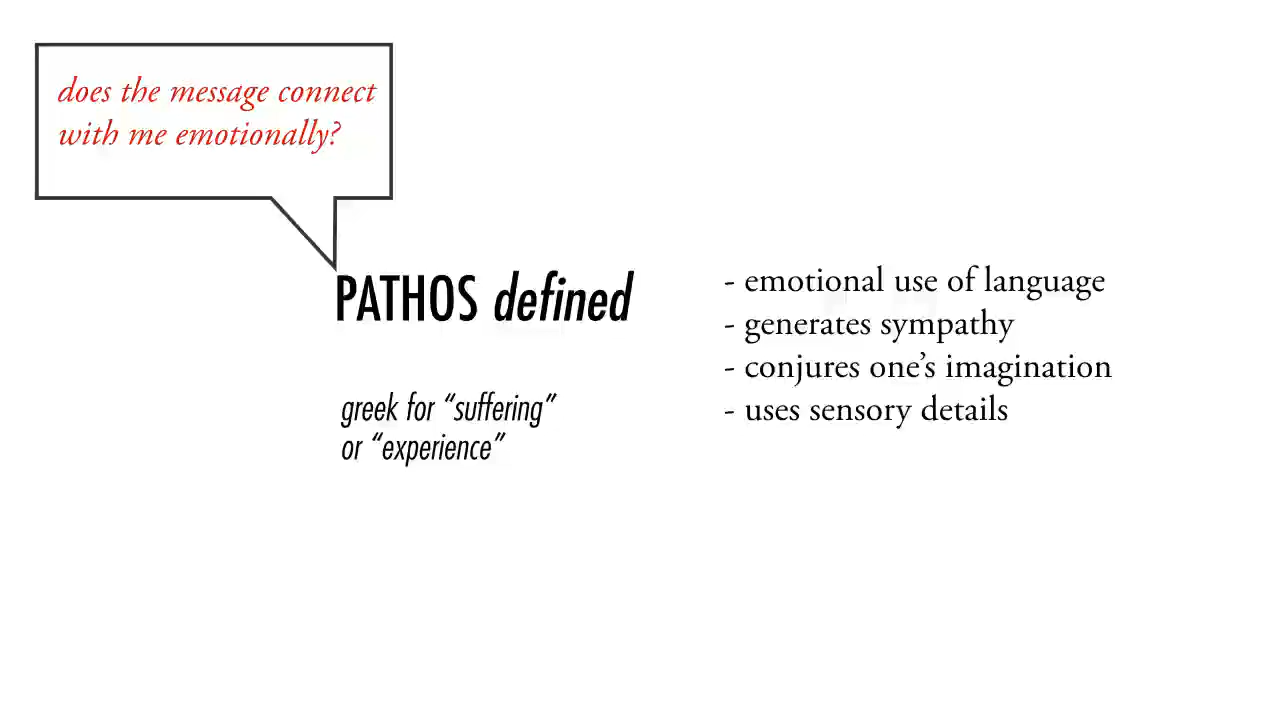 does the message connect
with me emotionally?
PATHOS defined
greek for “suffering”
or “experience”
- emotional use of language
- generates sympathy
- conjures one’s imagination
- uses sensory details